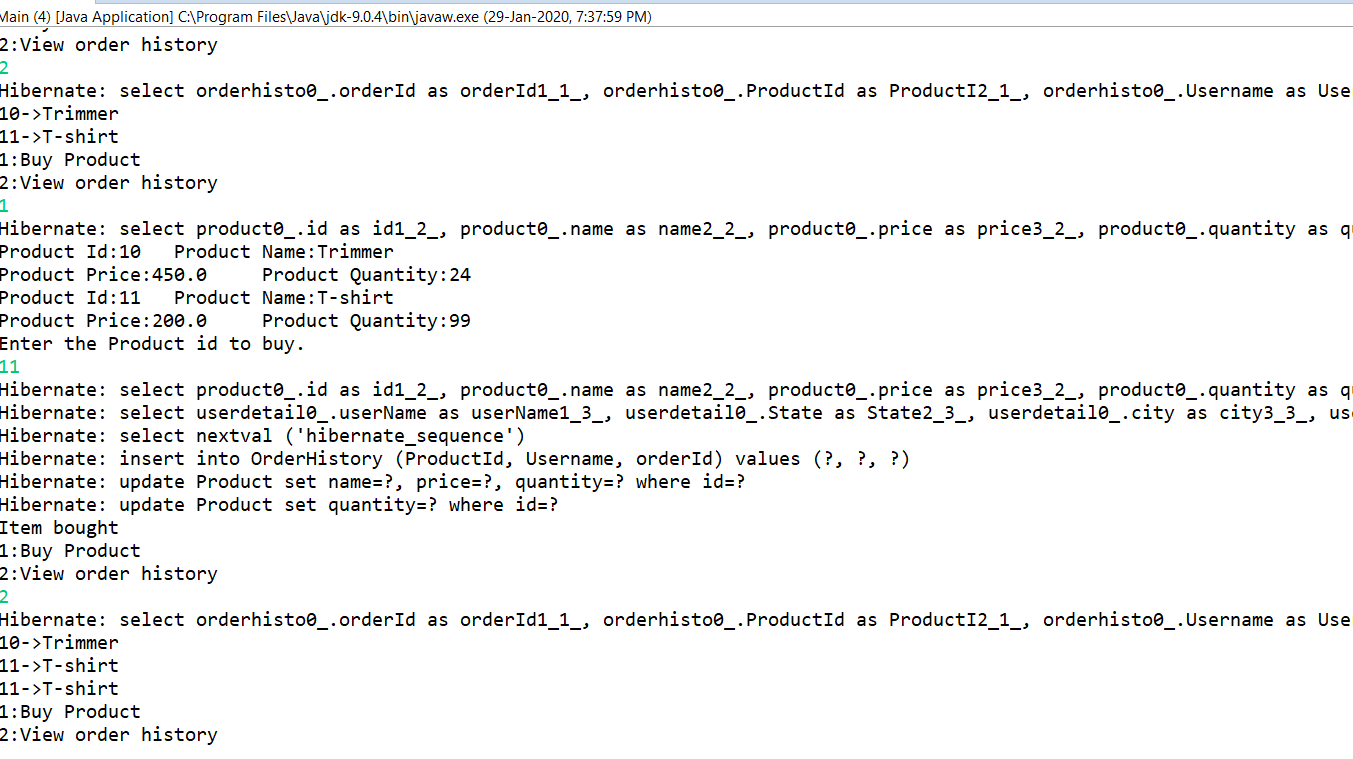 Main (4) [Java Application] C:\Program Files\Java\jdk-9.0.4\bin\javaw.exe (29-Jan-2020, 7:37:59 PM)
2:View order history
2
Hibernate: select orderhisto0_.orderId as orderId1_1_, orderhisto0_.ProductId as ProductI2_1_, orderhisto0_.Username as Use
10->Trimmer
11->T-shirt
1:Buy Product
2:View order history
1
Hibernate: select product0_.id as id1_2_, product0_.name as name2_2_, product0_.price as price3_2_, product0_.quantity as q
Product Id:10   Product Name:Trimmer
Product Price:450.0     Product Quantity:24
Product Id:11   Product Name:T-shirt
Product Price:200.0     Product Quantity:99
Enter the Product id to buy.
11
Hibernate: select product0_.id as id1_2_, product0_.name as name2_2_, product0_.price as price3_2_, product0_.quantity as q
Hibernate: select userdetail0_.userName as userName1_3_, userdetail0_.State as State2_3_, userdetail0_.city as city3_3_, us
Hibernate: select nextval ('hibernate_sequence')
Hibernate: insert into OrderHistory (ProductId, Username, orderId) values (?, ?, ?)
Hibernate: update Product set name=?, price=?, quantity=? where id=?
Hibernate: update Product set quantity=? where id=?
Item bought
1:Buy Product
2:View order history
2
Hibernate: select orderhisto0_.orderId as orderId1_1_, orderhisto0_.ProductId as ProductI2_1_, orderhisto0_.Username as Use
10->Trimmer
11->T-shirt
11->T-shirt
1:Buy Product
2:View order history